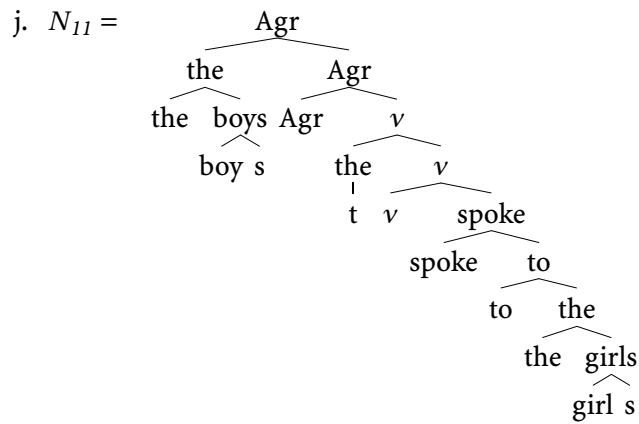 j. N11 = Agr
the Agr
the boys Agr v
boy s the v
t v spoke
spoke to
to the
the girls
girl s